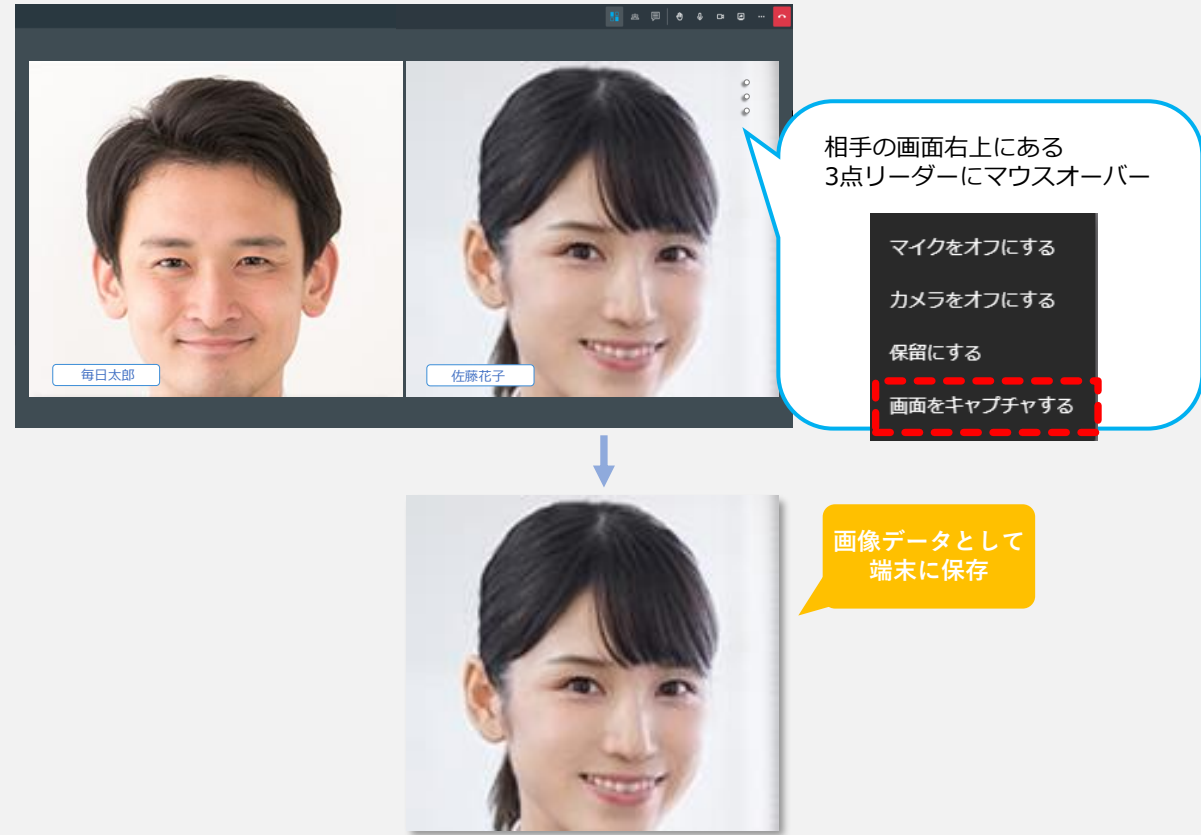 毎日太郎
佐藤花子
相手の画面右上にある
3点リーダーにマウスオーバー
マイクをオフにする
カメラをオフにする
保留にする
画面をキャプチャする
画像データとして
端末に保存